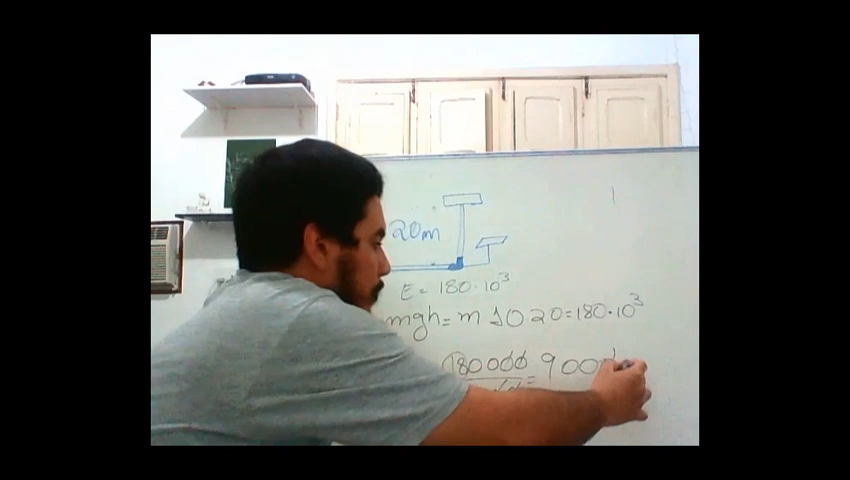 20m
E = 180·10³
mgh = m 10 20 = 180·10³
180000 = 900